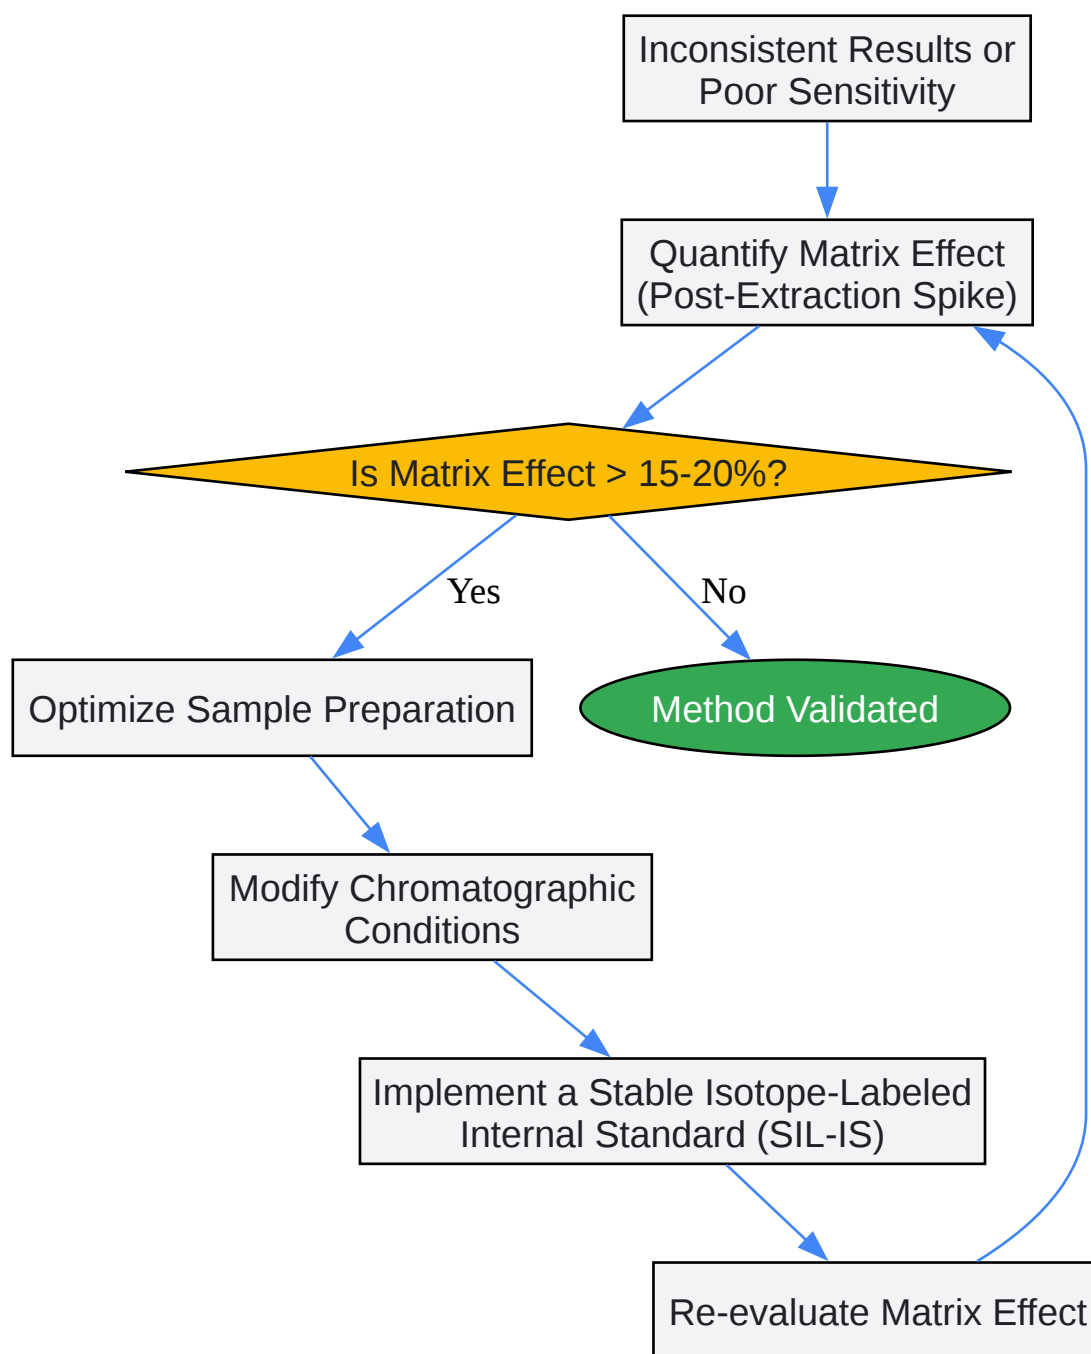 Inconsistent Results or
Poor Sensitivity
Quantify Matrix Effect
(Post-Extraction Spike)
Is Matrix Effect > 15-20%?
Yes
No
Optimize Sample Preparation
Method Validated
Modify Chromatographic
Conditions
Implement a Stable Isotope-Labeled
Internal Standard (SIL-IS)
Re-evaluate Matrix Effect